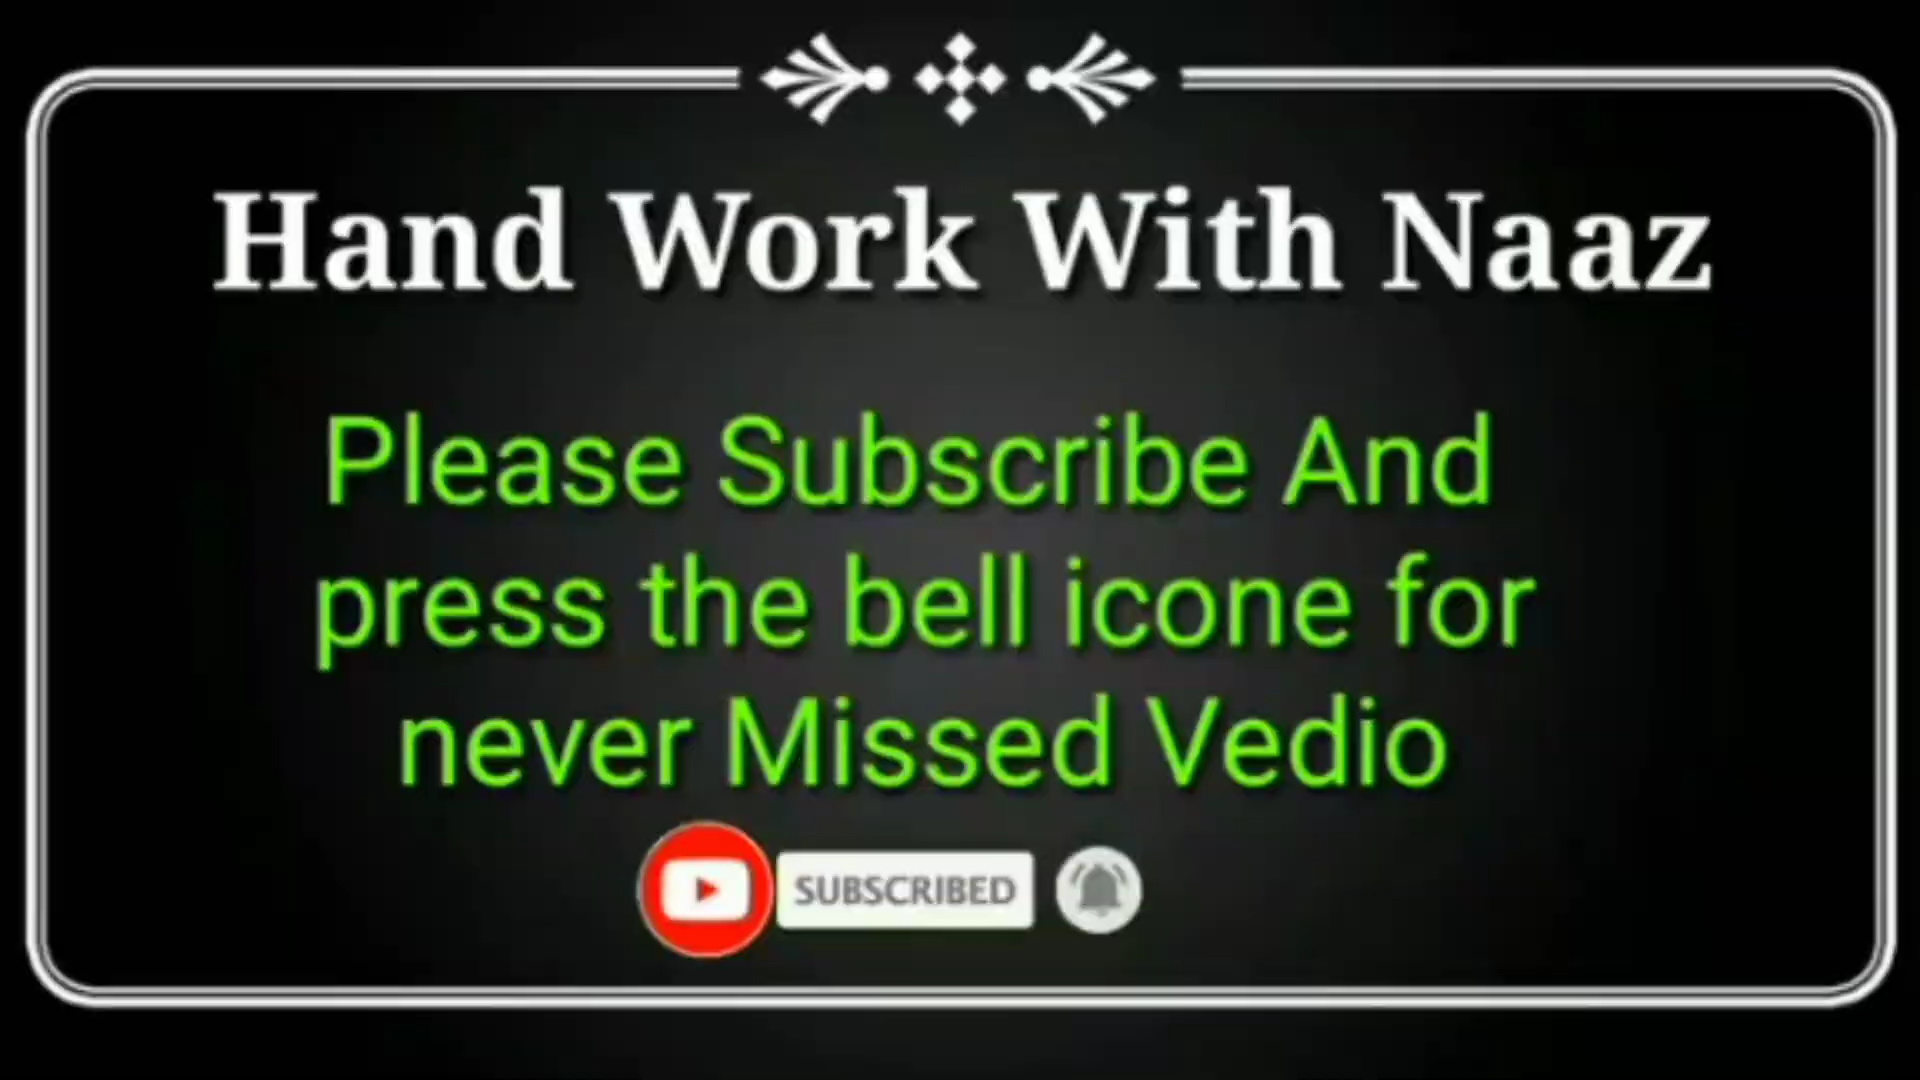 Hand Work With Naaz
Please Subscribe And
press the bell icone for
never Missed Vedio
SUBSCRIBED